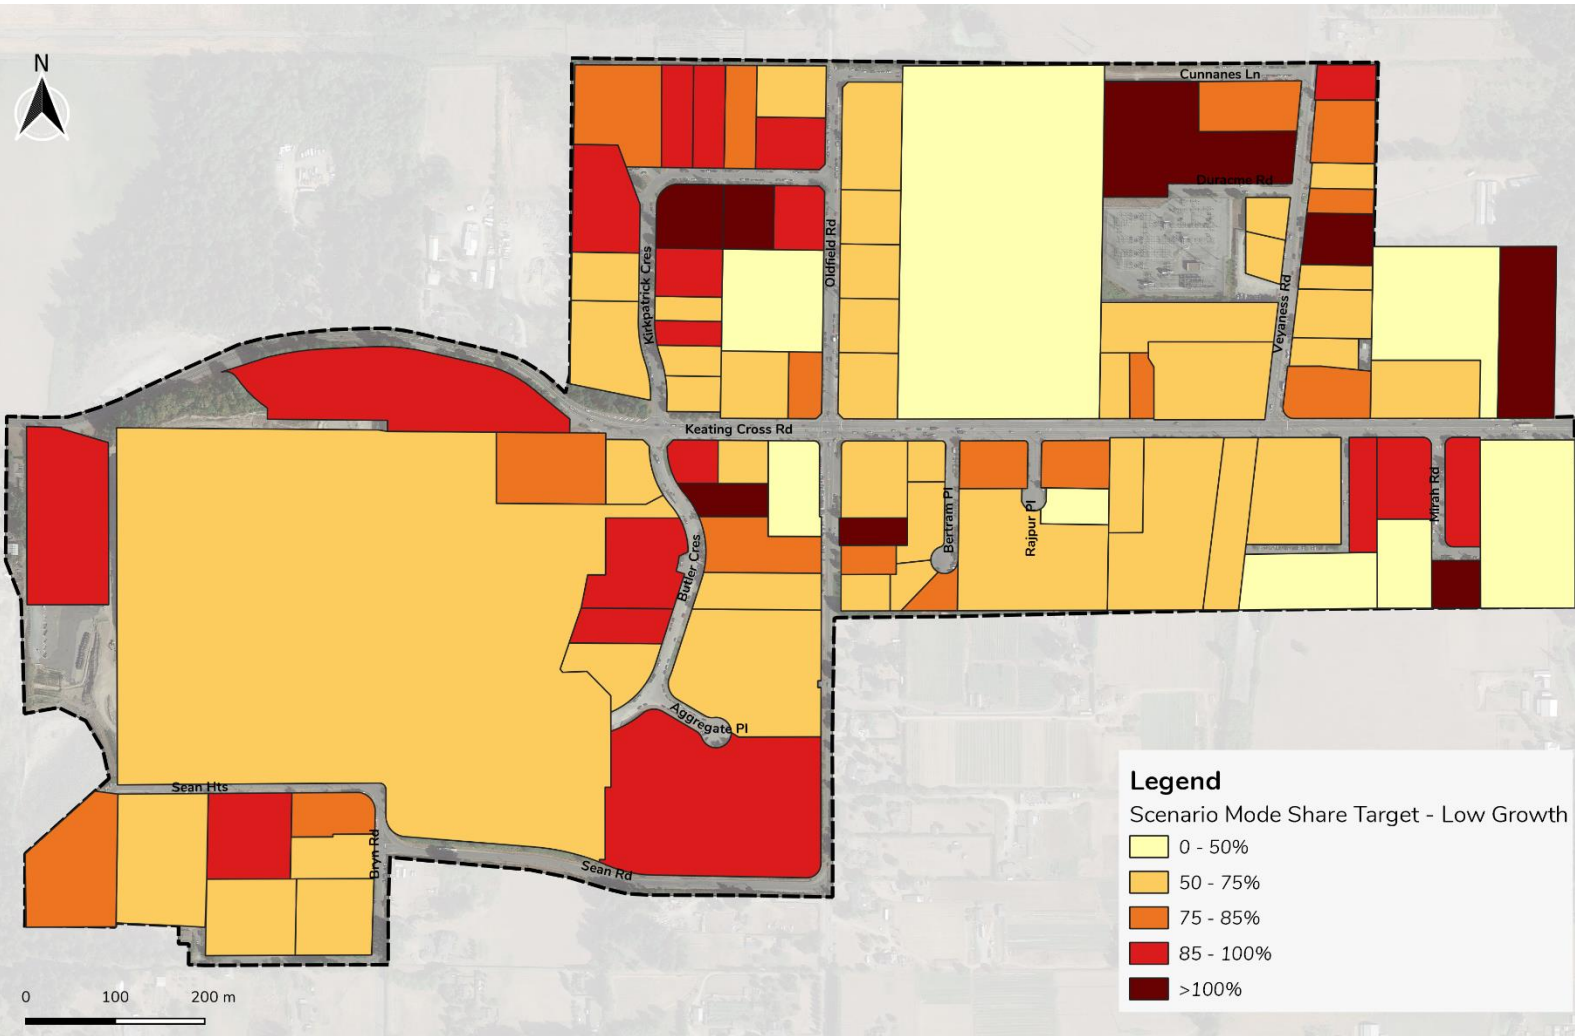 N
Cunnanes Ln
Duracme Rd
Oldfield Rd
Kirkpatrick Cres
Veyaness Rd
Keating Cross Rd
Mirah Rd
Bertram Pl
Rajpur Pl
Butler Cres
Aggregate Pl
Sean Hts
Bryn Rd
Sean Rd
Legend
Scenario Mode Share Target - Low Growth
0 - 50%
50 - 75%
75 - 85%
85 - 100%
>100%
0 100 200 m